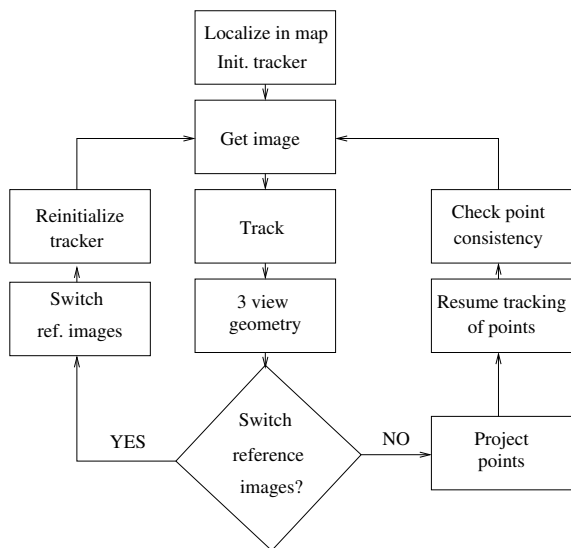 Localize in map
Init. tracker
Get image
Reinitialize
tracker
Track
Check point
consistency
Switch
ref. images
3 view
geometry
Resume tracking
of points
YES
Switch
reference
images?
NO
Project
points